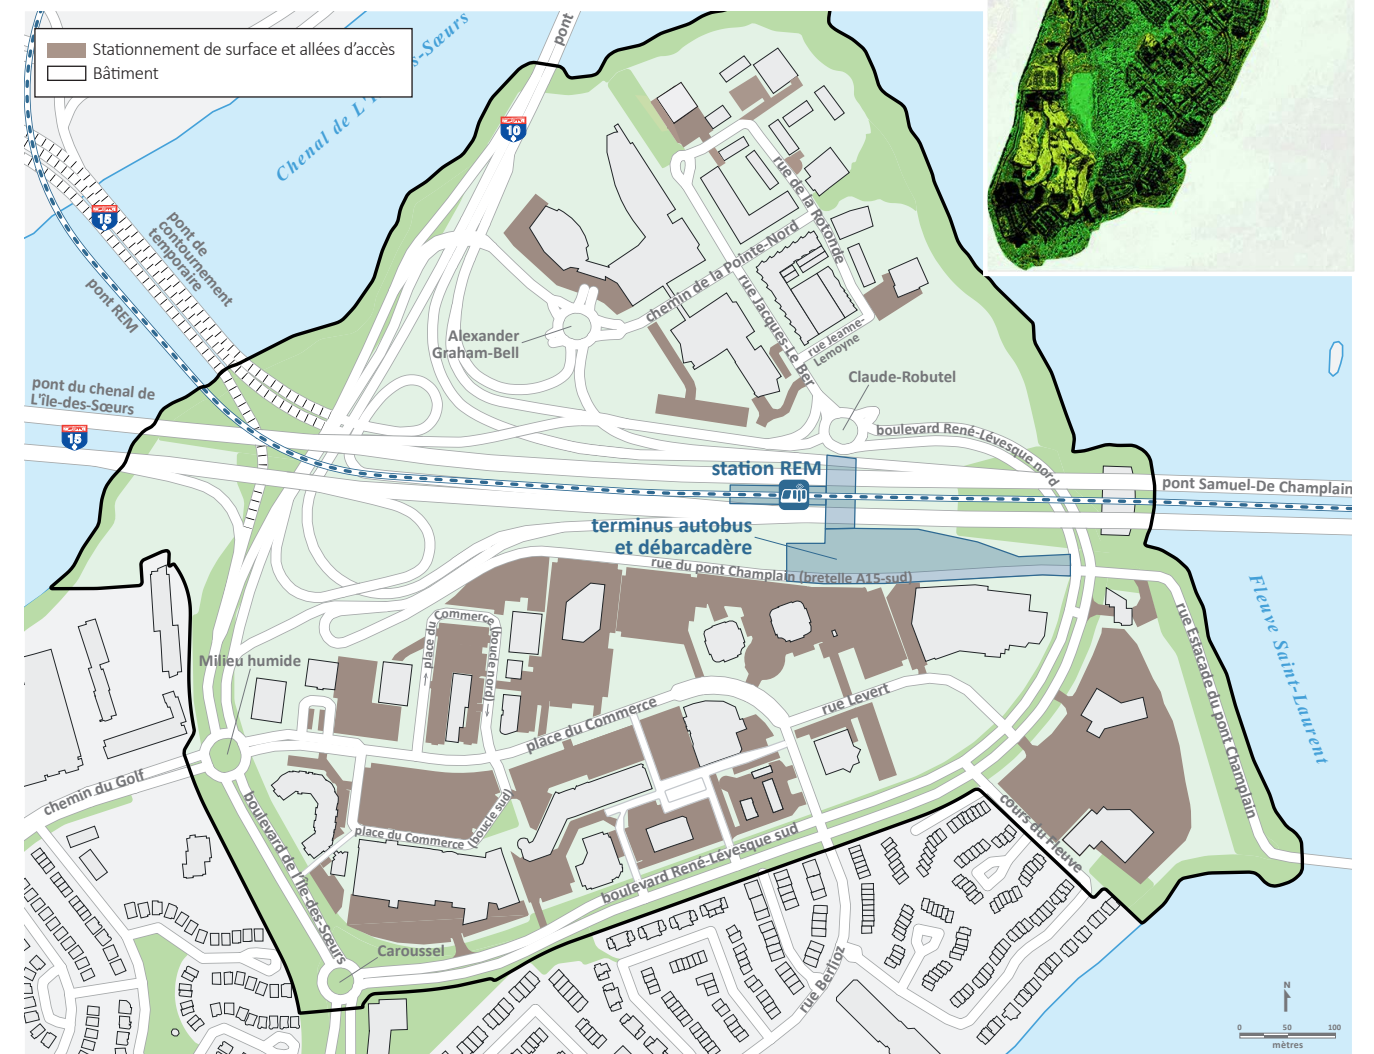 Stationnement de surface et allées d'accès
Bâtiment
Chenal de L'
s-Sœurs
pont
10
15
pont de
contournement
temporaire
pont REM
pont du chenal de
L'île-des-Sœurs
15
Alexander
Graham-Bell
chemin de la Pointe-Nord
rue de la Rotonde
rue Jacques-Le Ber
rue Jeanne-
Lemoyne
Claude-Robutel
boulevard René-Lévesque nord
station REM
pont Samuel-De Champlain
terminus autobus
et débarcadère
rue du pont Champlain (bretelle A15-sud)
Fleuve Saint-Laurent
rue Estacade du pont Champlain
place du Commerce (boucle nord)
Milieu humide
place du Commerce
rue Levert
chemin du Golf
boulevard de l'Île-des-Sœurs
place du Commerce (boucle sud)
boulevard René-Lévesque sud
cours du Fleuve
Caroussel
rue Berlioz
N
0 50 100
mètres